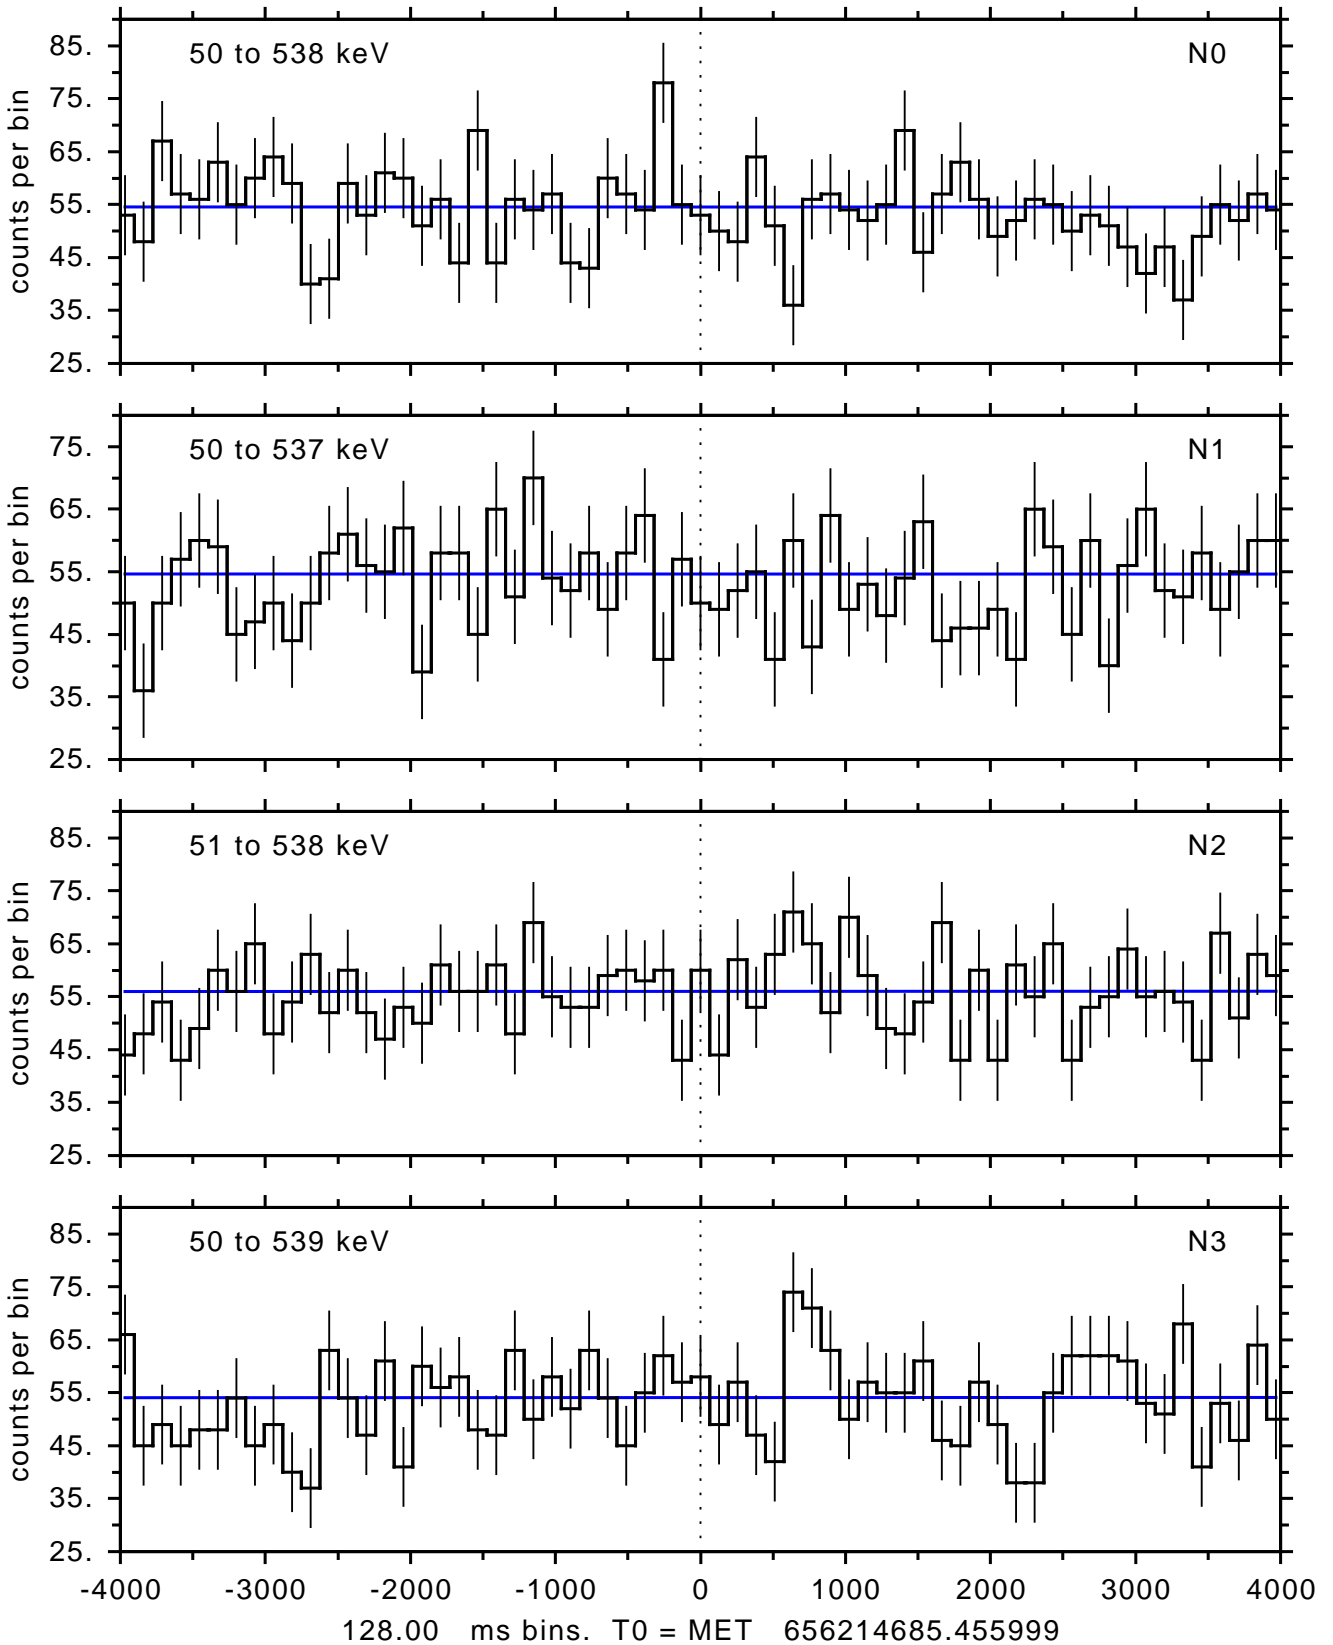 50 to 538 keV N0
85.
75.
65.
55.
45.
35.
25.
counts per bin
50 to 537 keV N1
75.
65.
55.
45.
35.
25.
counts per bin
51 to 538 keV N2
85.
75.
65.
55.
45.
35.
25.
counts per bin
50 to 539 keV N3
85.
75.
65.
55.
45.
35.
25.
counts per bin
-4000 -3000 -2000 -1000 0 1000 2000 3000 4000
128.00 ms bins. T0 = MET 656214685.455999